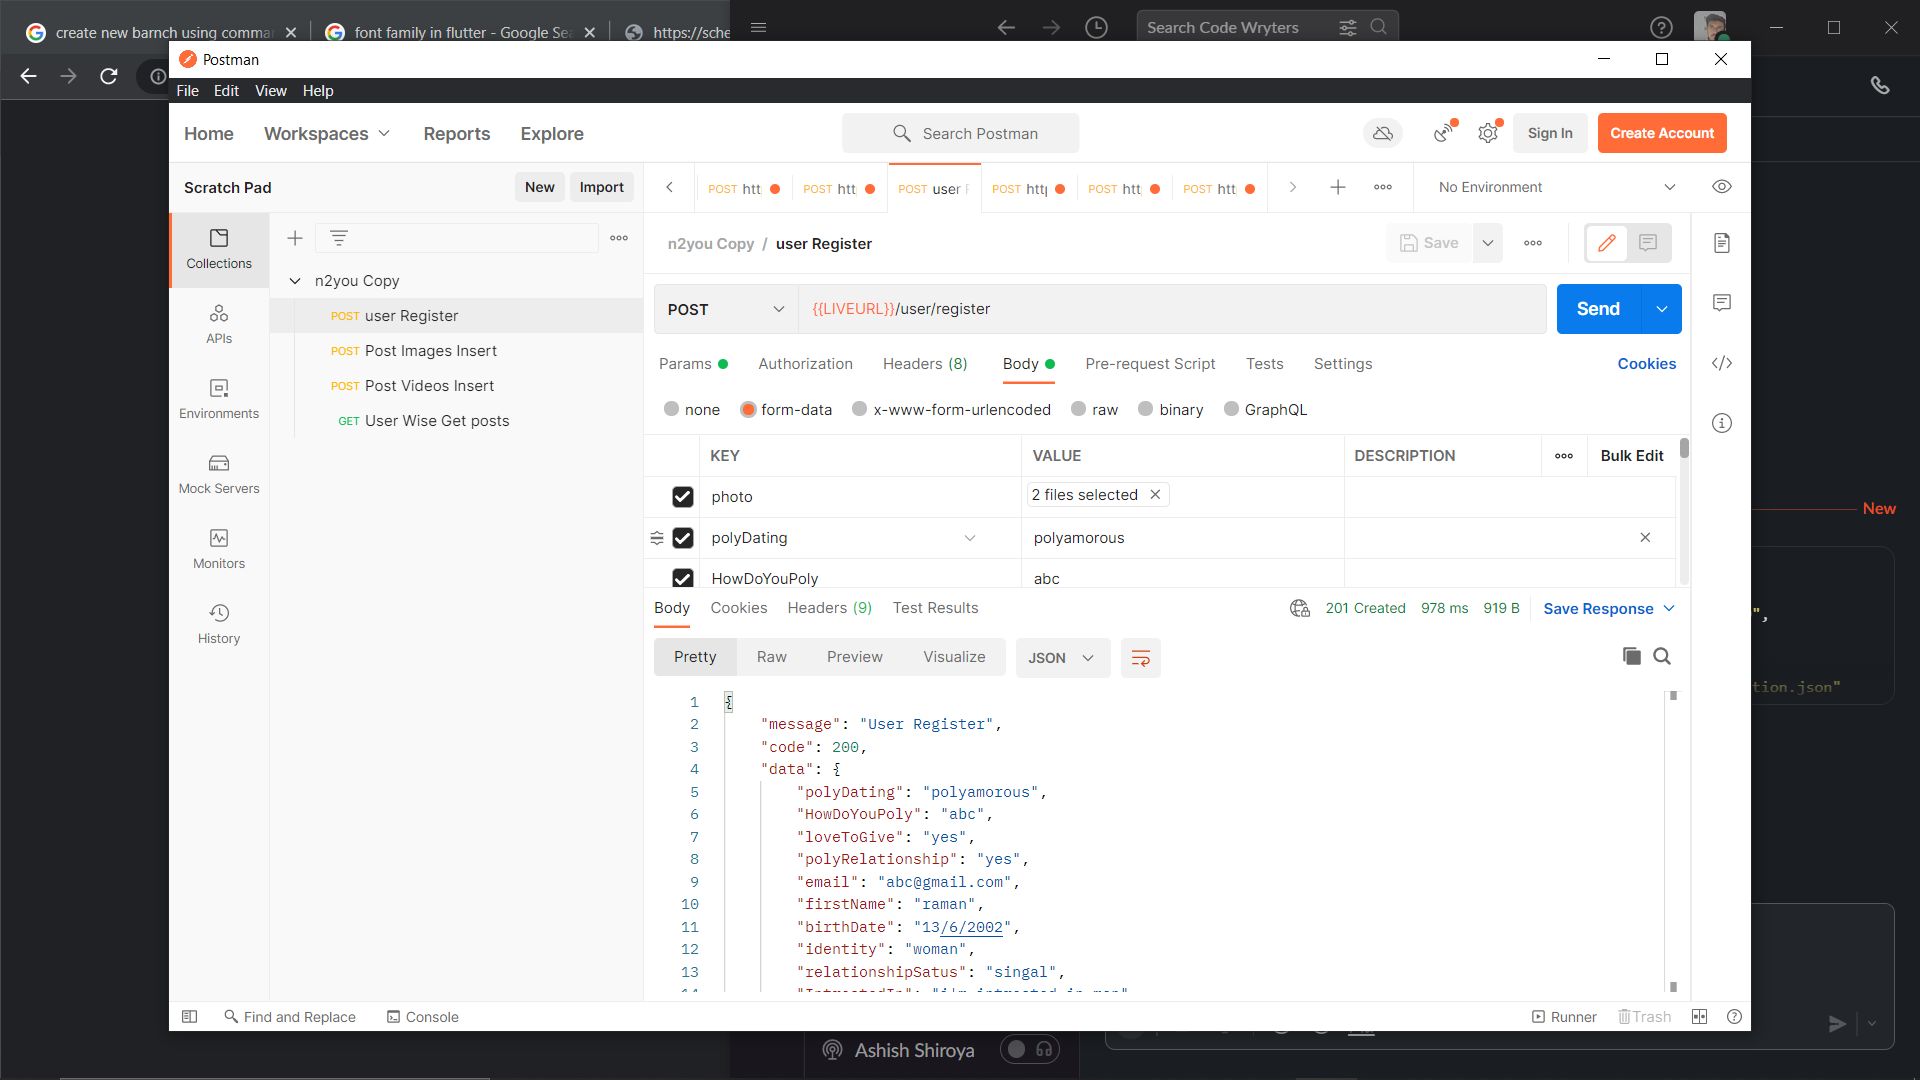 create new barnch using comma
font family in flutter - Google Sea
https://sche
Search Code Wryters
Postman
File Edit View Help
Home Workspaces Reports Explore
Search Postman
Sign In
Create Account
Scratch Pad
New Import
POST htt
POST htt
POST user F
POST http
POST htt
POST htt
No Environment
Collections
APIs
Environments
Mock Servers
Monitors
History
n2you Copy
POST user Register
POST Post Images Insert
POST Post Videos Insert
GET User Wise Get posts
n2you Copy / user Register
Save
POST {{LIVEURL}}/user/register
Send
Params Authorization Headers (8) Body Pre-request Script Tests Settings Cookies
none form-data x-www-form-urlencoded raw binary GraphQL
KEY VALUE DESCRIPTION Bulk Edit
photo 2 files selected
polyDating polyamorous
HowDoYouPoly abc
Body Cookies Headers (9) Test Results 201 Created 978 ms 919 B Save Response
Pretty Raw Preview Visualize JSON
1 {
2 "message": "User Register",
3 "code": 200,
4 "data": {
5 "polyDating": "polyamorous",
6 "HowDoYouPoly": "abc",
7 "loveToGive": "yes",
8 "polyRelationship": "yes",
9 "email": "abc@gmail.com",
10 "firstName": "raman",
11 "birthDate": "13/6/2002",
12 "identity": "woman",
13 "relationshipSatus": "singal",
New
",
tion.json"
Find and Replace Console
Runner Trash
Ashish Shiroya